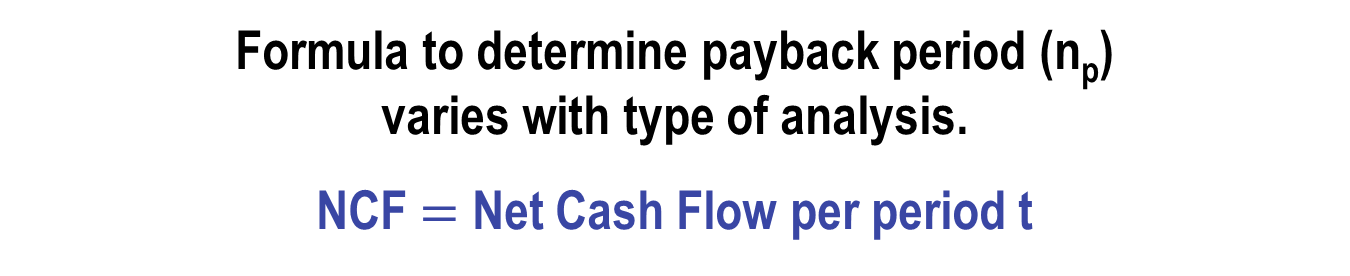 Formula to determine payback period (np)
varies with type of analysis.
NCF = Net Cash Flow per period t